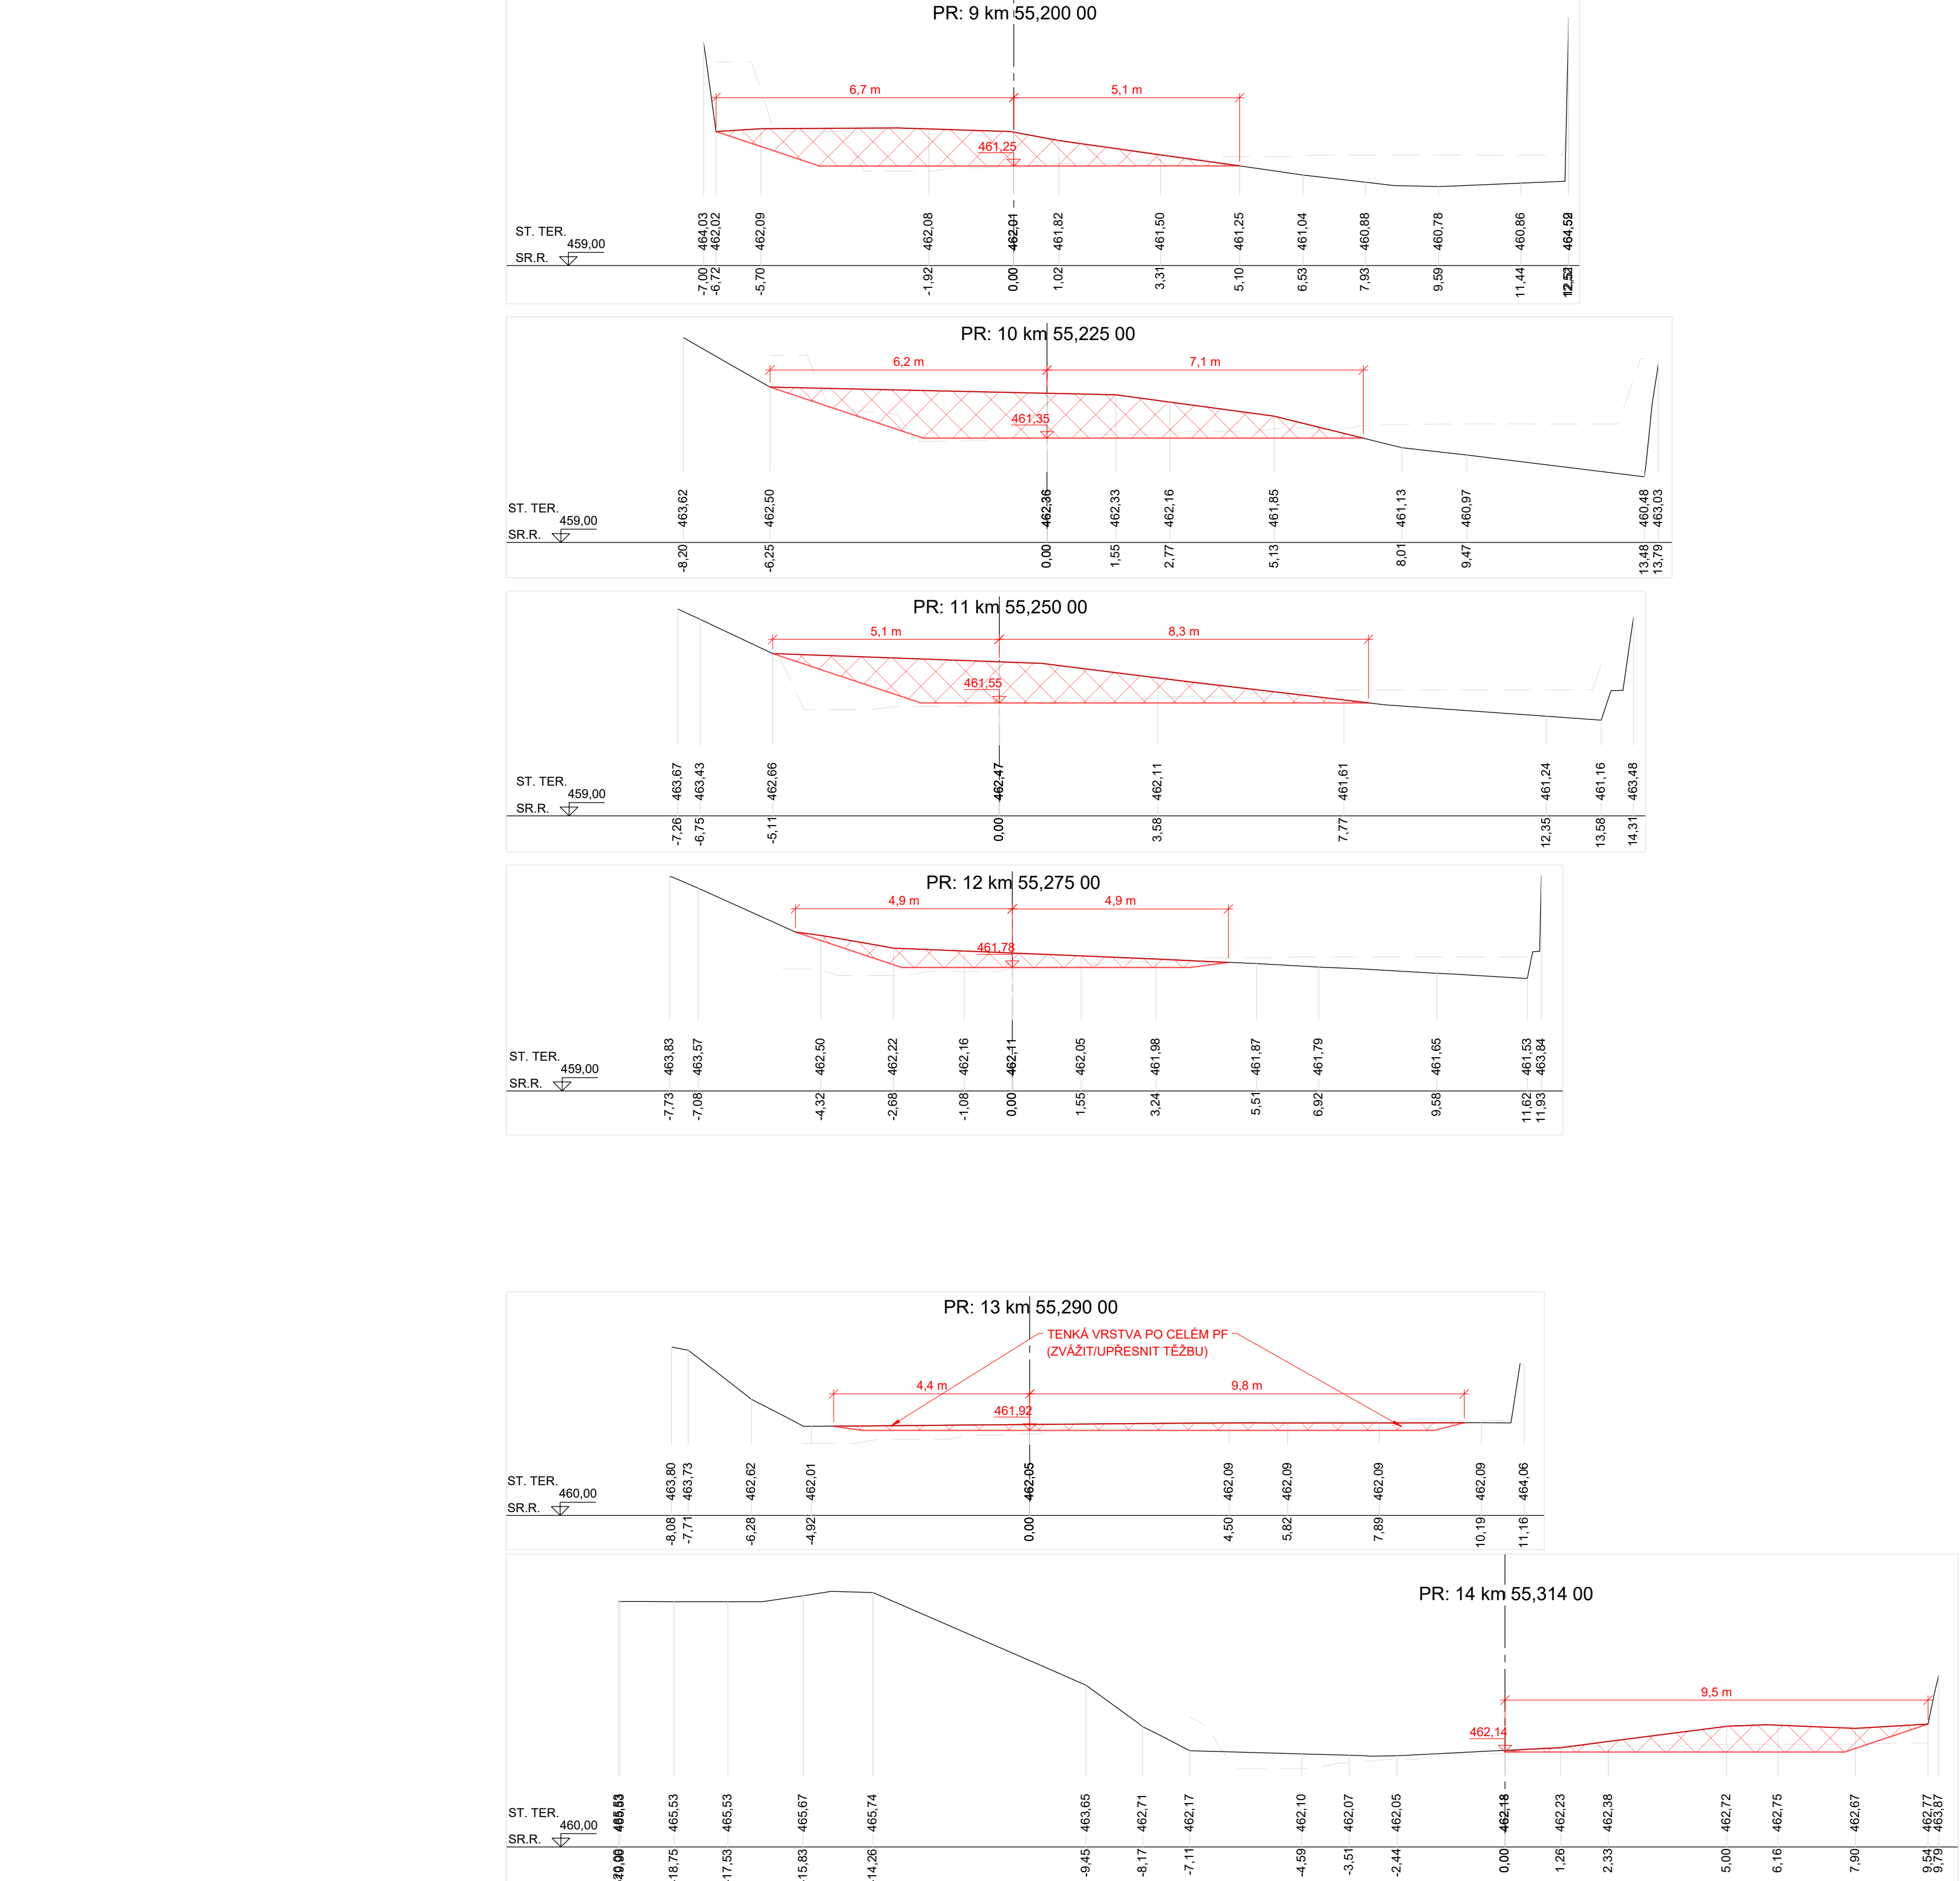 PR: 9 km 55,200 00
6,7 m 5,1 m
461,25
ST. TER. 464,03 462,02 462,09 462,08 462,01 461,82 461,50 461,25 461,04 460,88 460,78 460,86
459,00
SR.R. -7,00 -6,72 -5,70 -1,92 0,00 1,02 3,31 5,10 6,53 7,93 9,59 11,44
PR: 10 km 55,225 00
6,2 m 7,1 m
461,35
ST. TER. 463,62 462,50 462,36 462,33 462,16 461,85 461,13 460,97 460,48 463,03
459,00
SR.R. -8,20 -6,25 0,00 1,55 2,77 5,13 8,01 9,47 13,48 13,79
PR: 11 km 55,250 00
5,1 m 8,3 m
461,55
ST. TER. 463,67 463,43 462,66 462,47 462,11 461,61 461,24 461,16 463,48
459,00
SR.R. -7,26 -6,75 -5,11 0,00 3,58 7,77 12,35 13,58 14,31
PR: 12 km 55,275 00
4,9 m 4,9 m
461,78
ST. TER. 463,83 463,57 462,50 462,22 462,16 462,11 462,05 461,98 461,87 461,79 461,65 461,53 463,84
459,00
SR.R. -7,73 -7,08 -4,32 -2,68 -1,08 0,00 1,55 3,24 5,51 6,92 9,58 11,62 11,93
PR: 13 km 55,290 00
TENKÁ VRSTVA PO CELÉM PF
(ZVÁŽIT/UPŘESNIT TĚŽBU)
4,4 m 9,8 m
461,92
ST. TER. 463,80 463,73 462,62 462,01 462,05 462,09 462,09 462,09 462,09 464,06
460,00
SR.R. -8,08 -7,71 -6,28 -4,92 0,00 4,50 5,82 7,89 10,19 11,16
PR: 14 km 55,314 00
9,5 m
462,14
ST. TER. 465,53 465,53 465,67 465,74 463,65 462,71 462,17 462,10 462,07 462,05 462,18 462,23 462,38 462,72 462,75 462,67 462,77 463,87
460,00
SR.R. -18,75 -17,53 -15,83 -14,26 -9,45 -8,17 -7,11 -4,59 -3,51 -2,44 0,00 1,26 2,33 5,00 6,16 7,90 9,54 9,79